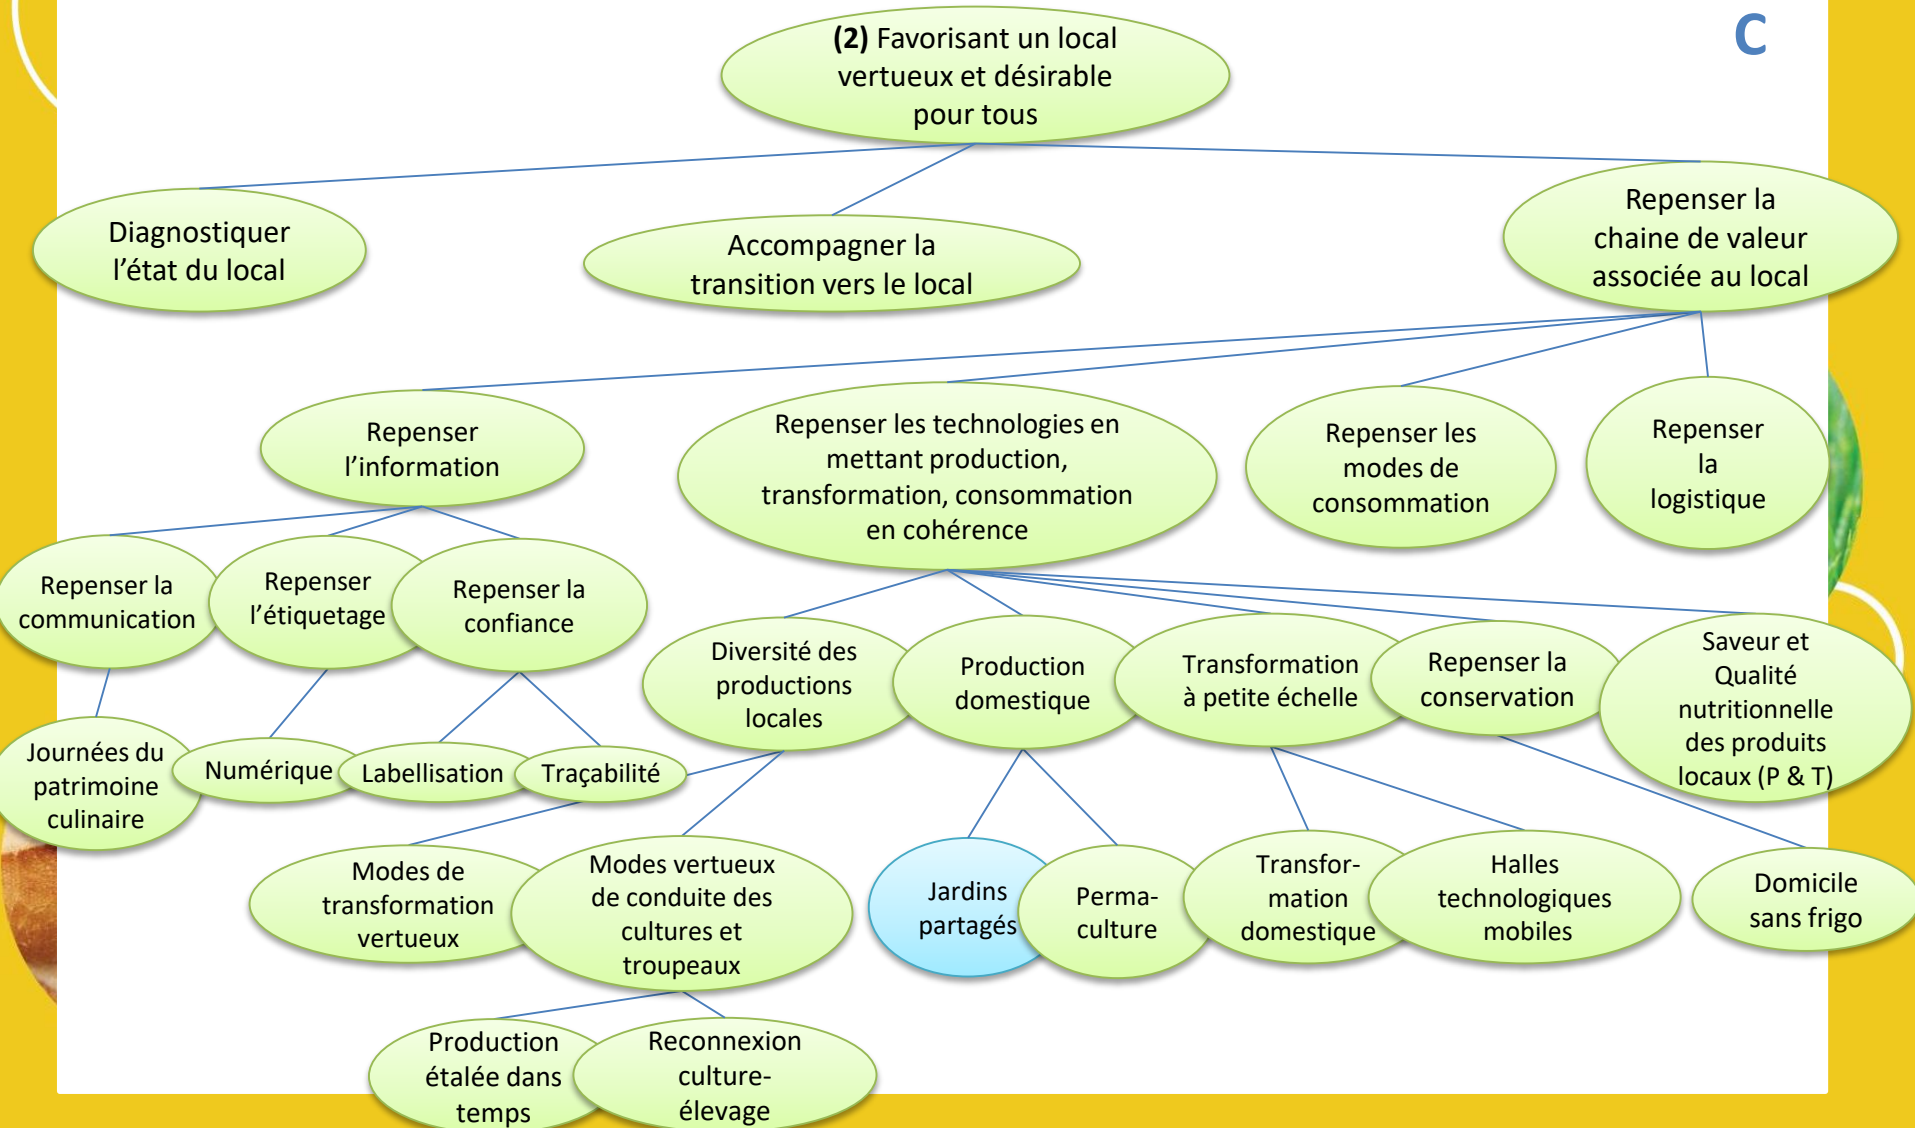 C
(2) Favorisant un local
vertueux et désirable
pour tous
Diagnostiquer
l’état du local
Accompagner la
transition vers le local
Repenser la
chaine de valeur
associée au local
Repenser
l’information
Repenser les technologies en
mettant production,
transformation, consommation
en cohérence
Repenser les
modes de
consommation
Repenser
la
logistique
Repenser la
communication
Repenser
l’étiquetage
Repenser la
confiance
Diversité des
productions
locales
Production
domestique
Transformation
à petite échelle
Repenser la
conservation
Saveur et
Qualité
nutritionnelle
des produits
locaux (P & T)
Journées du
patrimoine
culinaire
Numérique
Labellisation
Traçabilité
Modes de
transformation
vertueux
Modes vertueux
de conduite des
cultures et
troupeaux
Jardins
partagés
Perma-
culture
Transfor-
mation
domestique
Halles
technologiques
mobiles
Domicile
sans frigo
Production
étalée dans
temps
Reconnexion
culture-
élevage